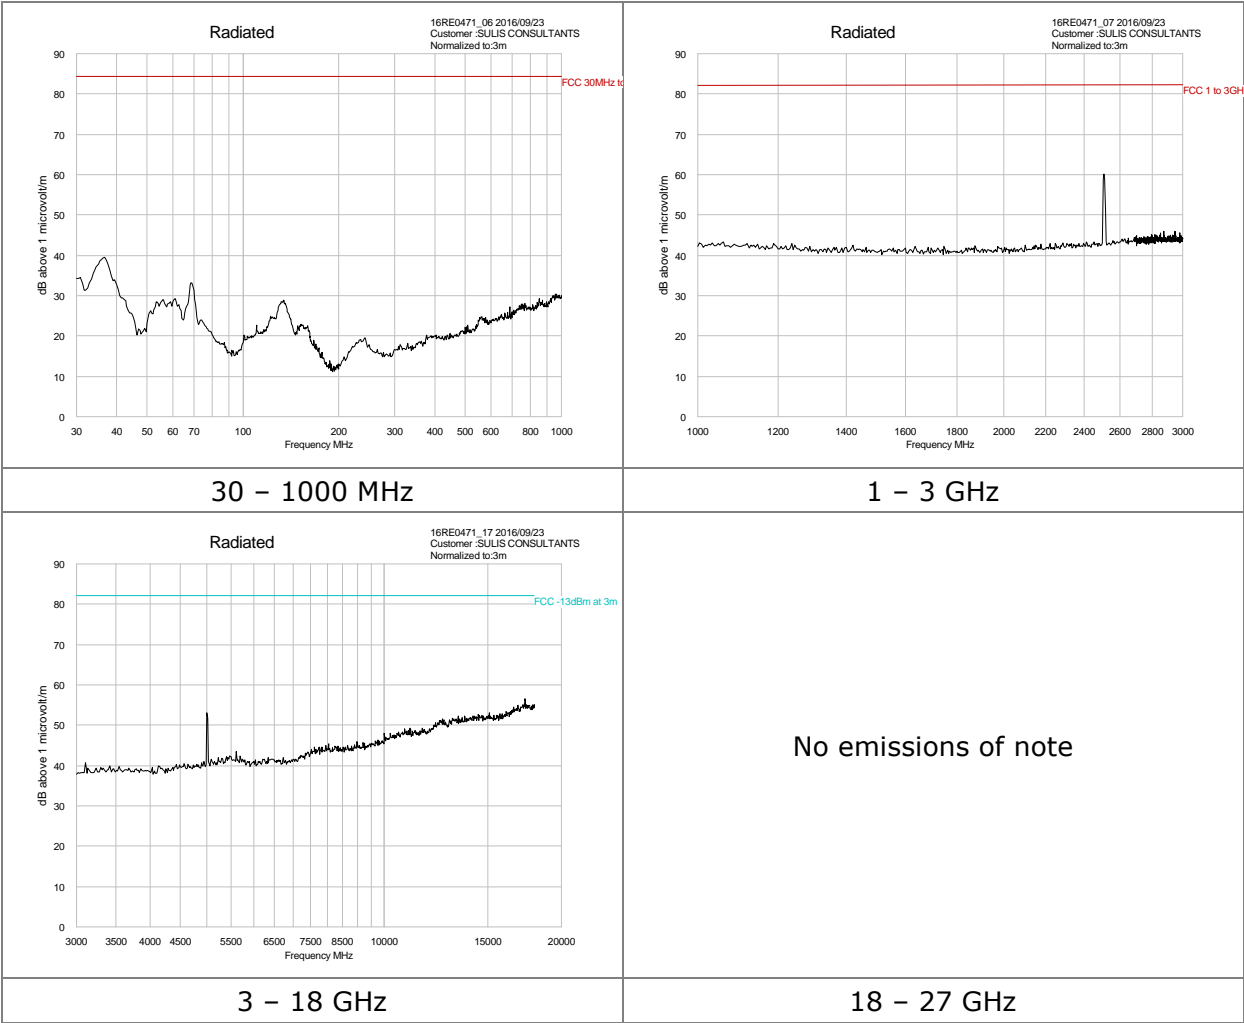 Radiated
16RE0471_06 2016/09/23
Customer :SULIS CONSULTANTS
Normalized to:3m
90
80
70
60
50
40
30
20
10
0
dB above 1 microvolt/m
FCC 30MHz to
30 40 50 60 70 100 200 300 400 500 600 800 1000
Frequency MHz
30 – 1000 MHz
Radiated
16RE0471_07 2016/09/23
Customer :SULIS CONSULTANTS
Normalized to:3m
90
80
70
60
50
40
30
20
10
0
dB above 1 microvolt/m
FCC 1 to 3GH
1000 1200 1400 1600 1800 2000 2200 2400 2600 2800 3000
Frequency MHz
1 – 3 GHz
Radiated
16RE0471_17 2016/09/23
Customer :SULIS CONSULTANTS
Normalized to:3m
90
80
70
60
50
40
30
20
10
0
dB above 1 microvolt/m
FCC -13dBm at 3m
3000 3500 4000 4500 5500 6500 7500 8500 10000 15000 20000
Frequency MHz
3 – 18 GHz
No emissions of note
18 – 27 GHz